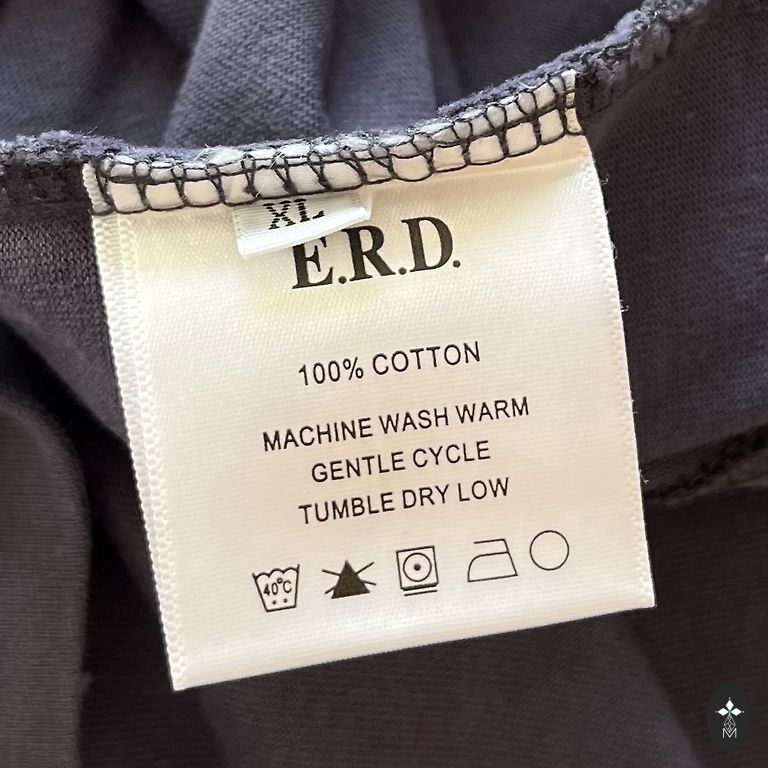 XL
E.R.D.
100% COTTON
MACHINE WASH WARM
GENTLE CYCLE
TUMBLE DRY LOW
40°C
M